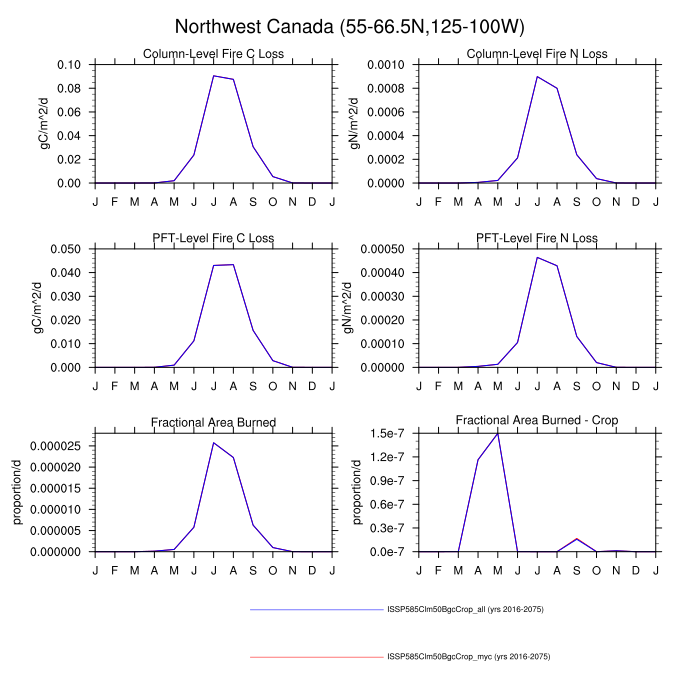 Northwest Canada (55-66.5N,125-100W)
Column-Level Fire C Loss
gC/m^2/d
0.10
0.08
0.06
0.04
0.02
0.00
J F M A M J J A S O N D J
Column-Level Fire N Loss
gN/m^2/d
0.0010
0.0008
0.0006
0.0004
0.0002
0.0000
J F M A M J J A S O N D J
PFT-Level Fire C Loss
gC/m^2/d
0.050
0.040
0.030
0.020
0.010
0.000
J F M A M J J A S O N D J
PFT-Level Fire N Loss
gN/m^2/d
0.00050
0.00040
0.00030
0.00020
0.00010
0.00000
J F M A M J J A S O N D J
Fractional Area Burned
proportion/d
0.000025
0.000020
0.000015
0.000010
0.000005
0.000000
J F M A M J J A S O N D J
Fractional Area Burned - Crop
proportion/d
1.5e-7
1.2e-7
0.9e-7
0.6e-7
0.3e-7
0.0e-7
J F M A M J J A S O N D J
ISSP585Clm50BgcCrop_all (yrs 2016-2075)
ISSP585Clm50BgcCrop_myc (yrs 2016-2075)